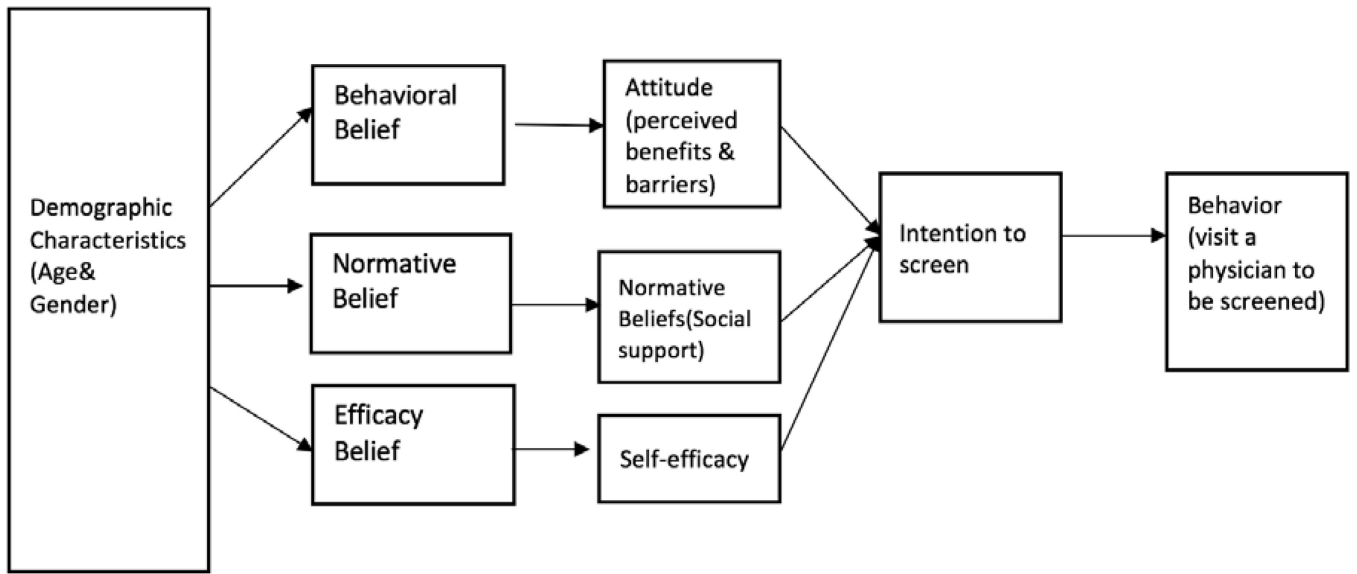 Demographic
Characteristics
(Age&
Gender)
Behavioral
Belief
Normative
Belief
Efficacy
Belief
Attitude
(perceived
benefits &
barriers)
Normative
Beliefs(Social
support)
Self-efficacy
Intention to
screen
Behavior
(visit a
physician to
be screened)